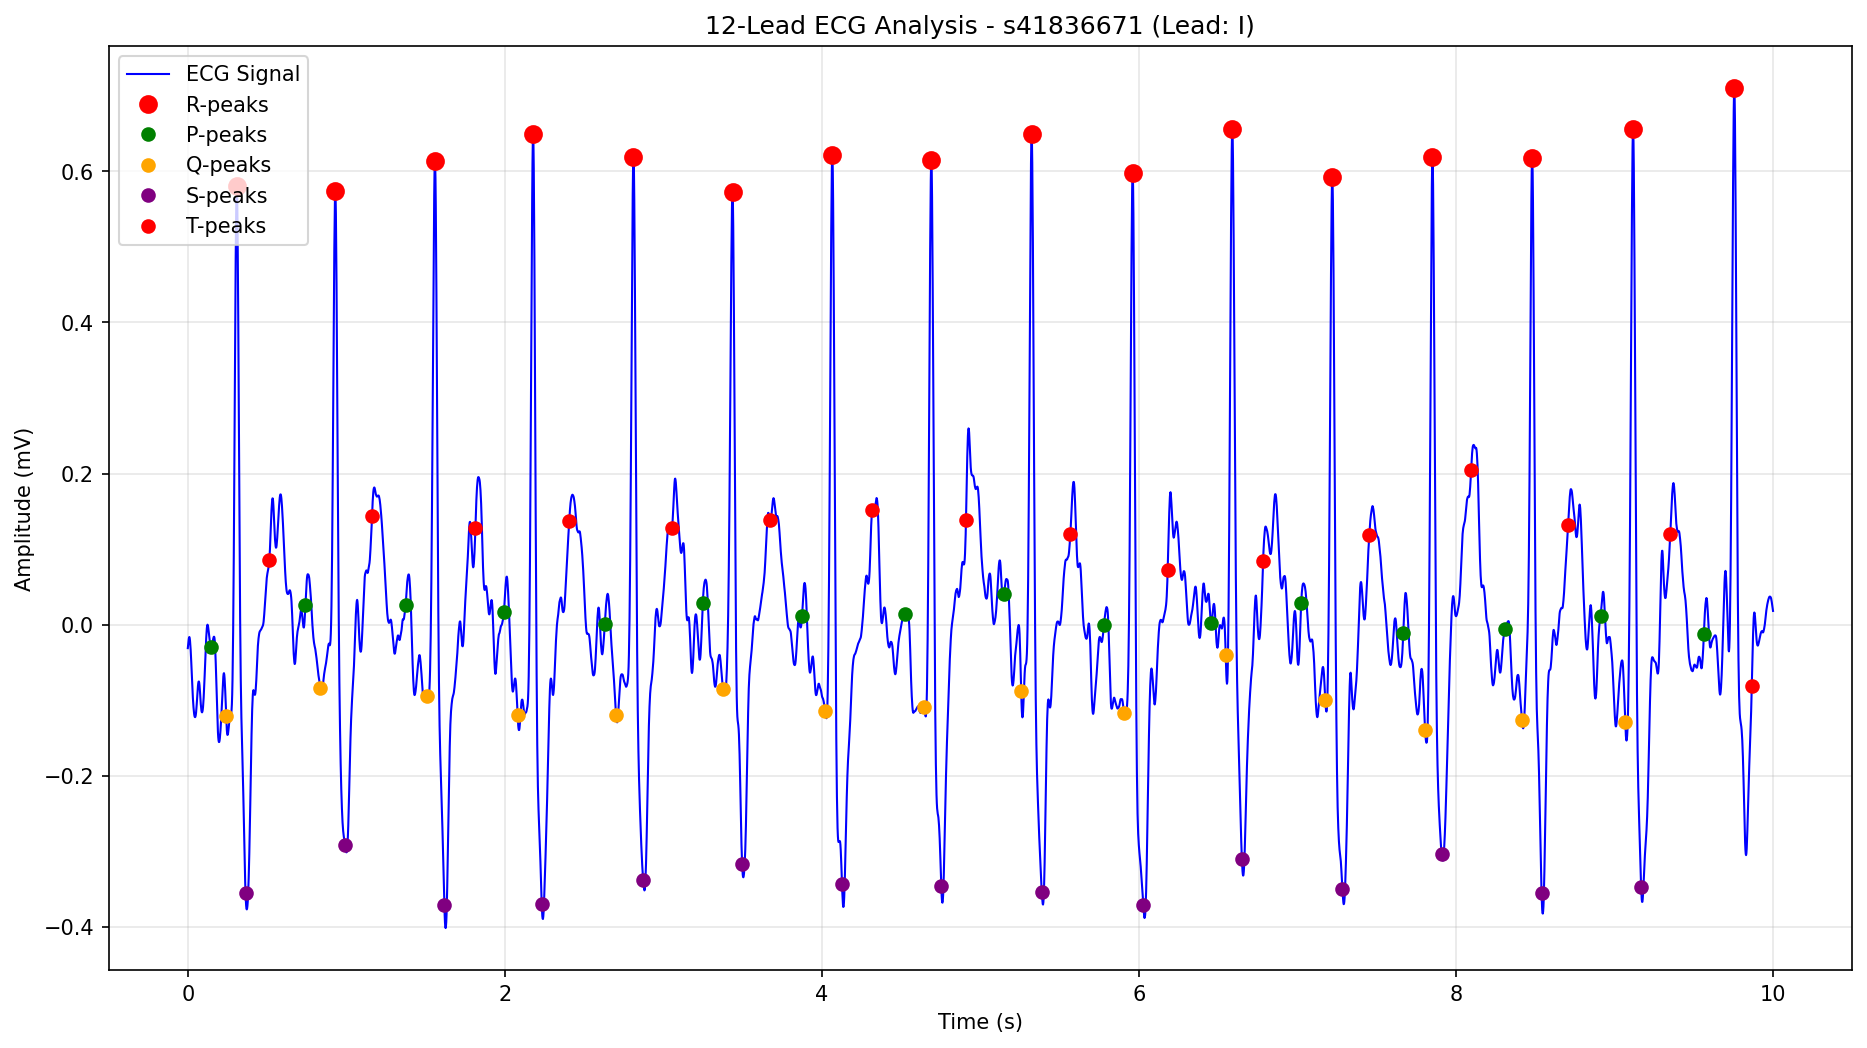 12-Lead ECG Analysis - s41836671 (Lead: I)
ECG Signal
R-peaks
P-peaks
Q-peaks
S-peaks
T-peaks
Amplitude (mV)
0.6
0.4
0.2
0.0
−0.2
−0.4
0
2
4
6
8
10
Time (s)